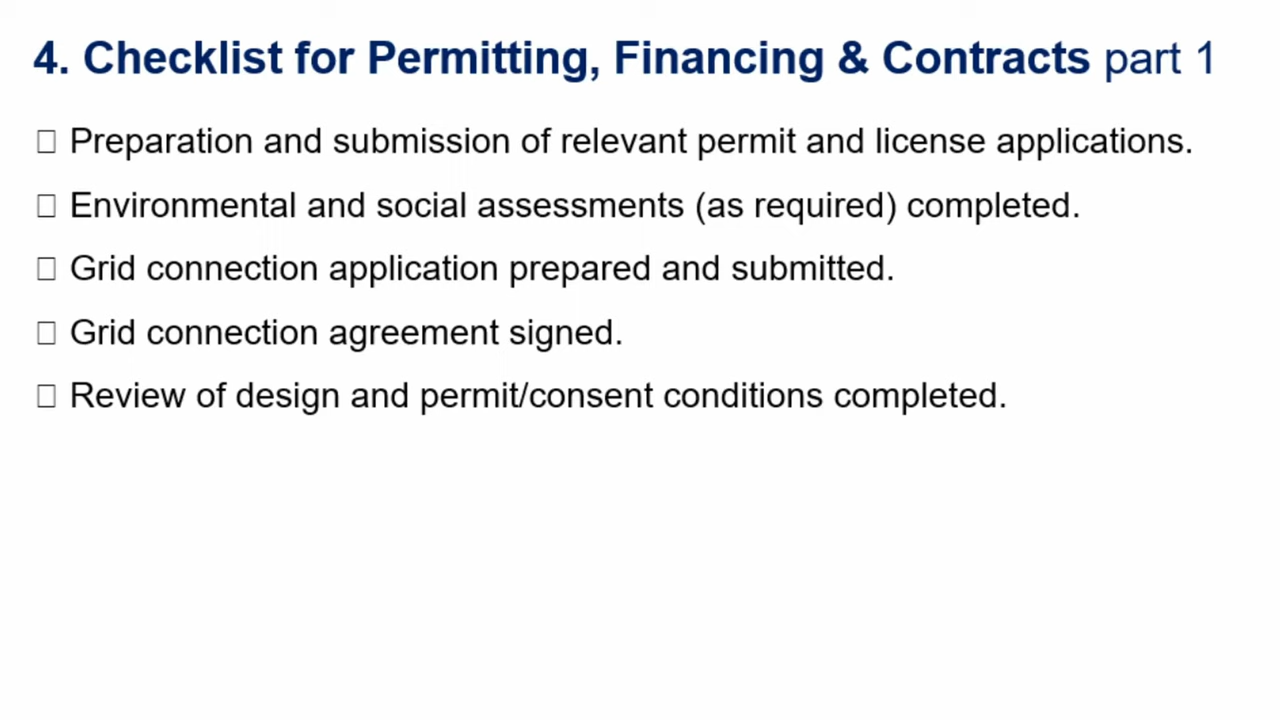 4. Checklist for Permitting, Financing & Contracts part 1
☐ Preparation and submission of relevant permit and license applications.
☐ Environmental and social assessments (as required) completed.
☐ Grid connection application prepared and submitted.
☐ Grid connection agreement signed.
☐ Review of design and permit/consent conditions completed.